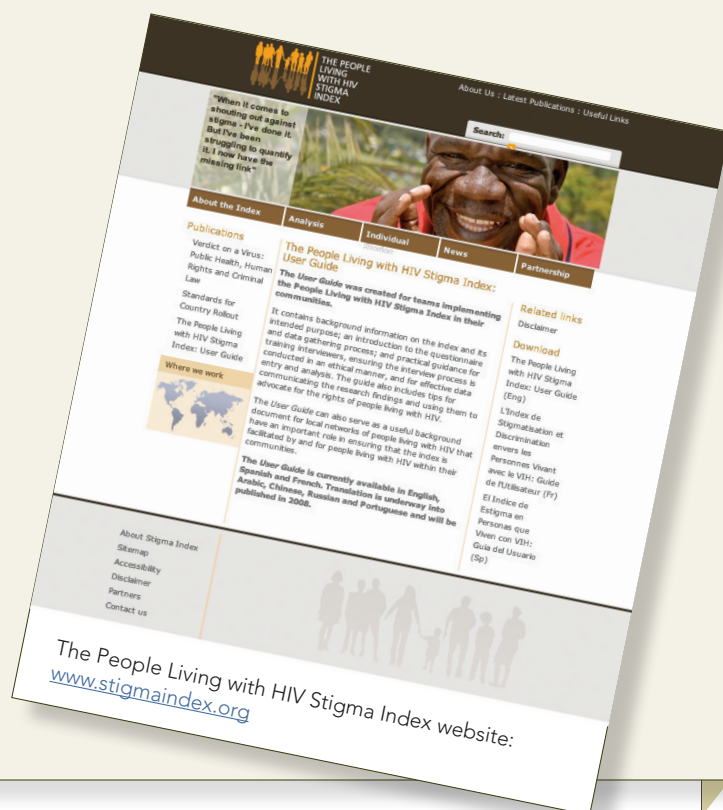 THE PEOPLE
LIVING
WITH HIV
STIGMA
INDEX
About Us : Latest Publications : Useful Links
Search:
"When it comes to
shouting out against
stigma - I've done it.
But I've been
struggling to quantify
it. I now have the
missing link"
About the Index
Analysis
Individual
News
Partnership
Publications
Verdict on a Virus:
Public Health, Human
Rights and Criminal
Law
Standards for
Country Rollout
The People Living
with HIV Stigma
Index: User Guide
Where we work
The People Living with HIV Stigma Index:
User Guide
The User Guide was created for teams implementing
the People Living with HIV Stigma Index in their
communities.
It contains background information on the index and its
intended purpose; an introduction to the questionnaire
and data gathering process; and practical guidance for
training interviewers, ensuring the interview process is
conducted in an ethical manner, and for effective data
entry and analysis. The guide also includes tips for
communicating the research findings and using them to
advocate for the rights of people living with HIV.
The User Guide can also serve as a useful background
document for local networks of people living with HIV that
have an important role in ensuring that the index is
facilitated by and for people living with HIV within their
communities.
The User Guide is currently available in English,
Spanish and French. Translation is underway into
Arabic, Chinese, Russian and Portuguese and will be
published in 2008.
Related links
Disclaimer
Download
The People Living
with HIV Stigma
Index: User Guide
(Eng)
L'Index de
Stigmatisation et
Discrimination
envers les
Personnes Vivant
avec le VIH: Guide
de l'Utilisateur (Fr)
El Indice de
Estigma en
Personas que
Viven con VIH:
Guia del Usuario
(Sp)
About Stigma Index
Sitemap
Accessibility
Disclaimer
Partners
Contact us
The People Living with HIV Stigma Index website:
www.stigmaindex.org